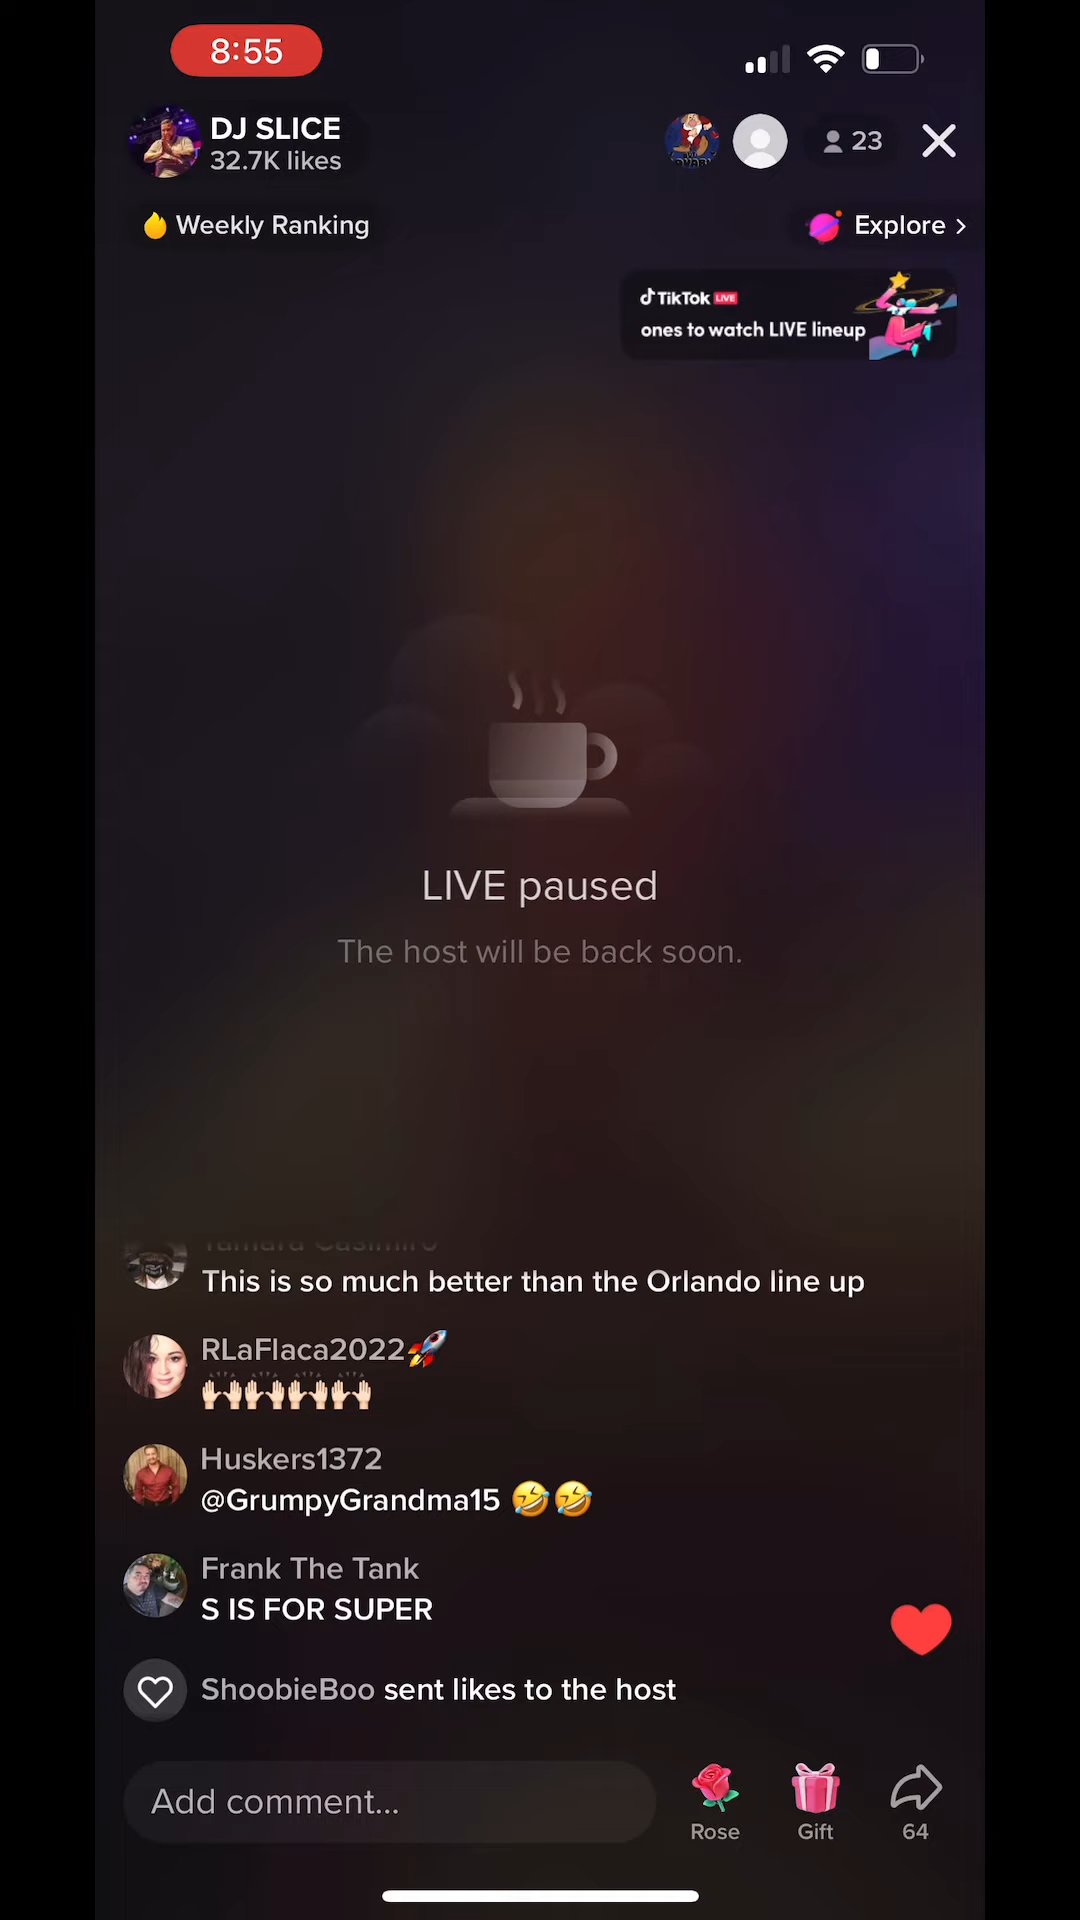 8:55
DJ SLICE
32.7K likes
23
Weekly Ranking
Explore >
TikTok LIVE
ones to watch LIVE lineup
LIVE paused
The host will be back soon.
Tamara Casimiro
This is so much better than the Orlando line up
RLaFlaca2022🚀
🙌🏻🙌🏻🙌🏻🙌🏻
Huskers1372
@GrumpyGrandma15 🤣🤣
Frank The Tank
S IS FOR SUPER
ShoobieBoo sent likes to the host
Add comment...
Rose
Gift
64